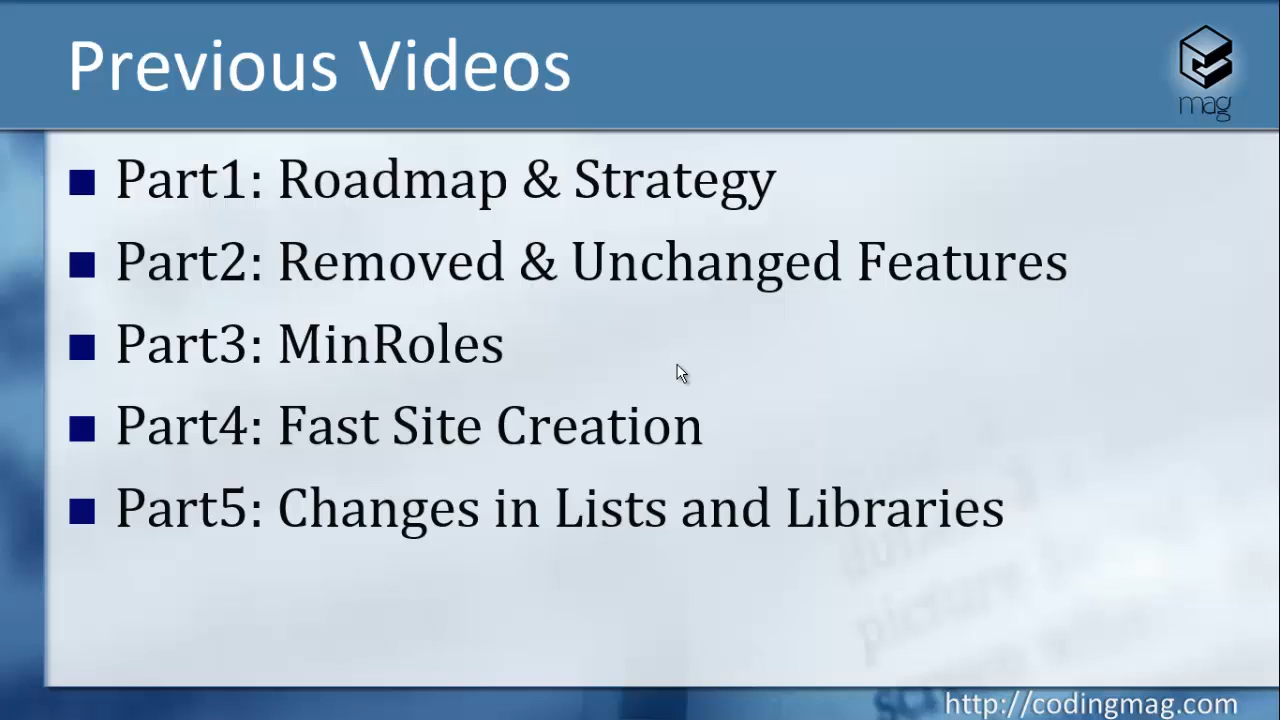 Previous Videos
mag
Part1: Roadmap & Strategy
Part2: Removed & Unchanged Features
Part3: MinRoles
Part4: Fast Site Creation
Part5: Changes in Lists and Libraries
picture
http://codingmag.com